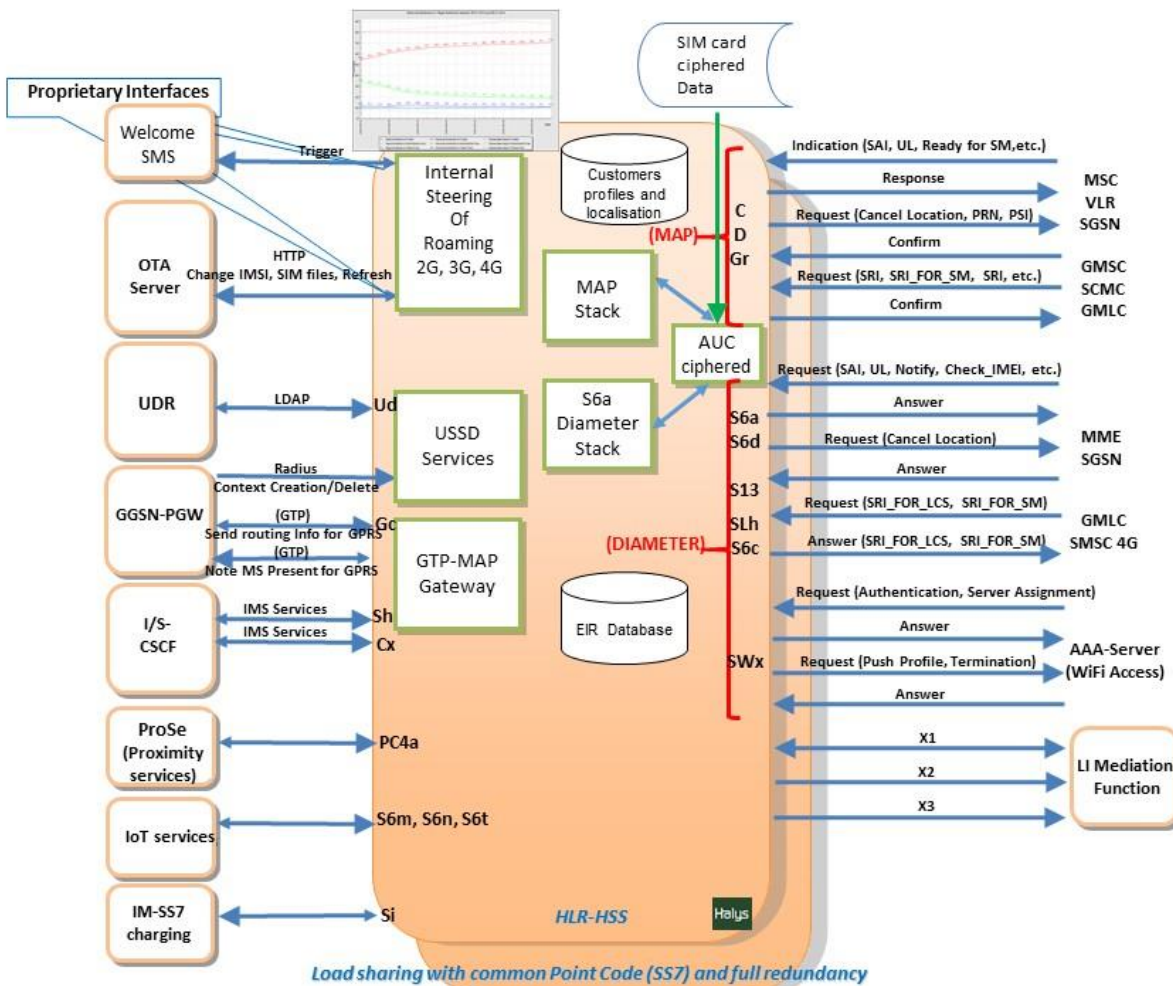 SIM card
ciphered
Data
Proprietary Interfaces
Welcome
SMS
Trigger
Internal
Steering
Of
Roaming
2G, 3G, 4G
Customers
profiles and
localisation
OTA
Server
HTTP
Change IMSI, SIM files, Refresh
MAP
Stack
(MAP)
C
D
Gr
AUC
ciphered
Indication (SAI, UL, Ready for SM,etc.)
Response
Request (Cancel Location, PRN, PSI)
Confirm
Request (SRI, SRI_FOR_SM, SRI, etc.)
Confirm
MSC
VLR
SGSN
GMSC
SCMC
GMLC
UDR
LDAP
Ud
USSD
Services
S6a
Diameter
Stack
GGSN-PGW
Radius
Context Creation/Delete
(GTP)
Gc
Send routing Info for GPRS
(GTP)
Note MS Present for GPRS
GTP-MAP
Gateway
(DIAMETER)
S6a
S6d
S13
SLh
S6c
SWx
Request (SAI, UL, Notify, Check_IMEI, etc.)
Answer
Request (Cancel Location)
Answer
Request (SRI_FOR_LCS, SRI_FOR_SM)
Answer (SRI_FOR_LCS, SRI_FOR_SM)
MME
SGSN
GMLC
SMSC 4G
I/S-
CSCF
IMS Services
Sh
IMS Services
Cx
EIR Database
Request (Authentication, Server Assignment)
Answer
Request (Push Profile, Termination)
Answer
AAA-Server
(WiFi Access)
ProSe
(Proximity
services)
PC4a
X1
X2
X3
LI Mediation
Function
IoT services
S6m, S6n, S6t
IM-SS7
charging
Si
HLR-HSS
Halys
Load sharing with common Point Code (SS7) and full redundancy